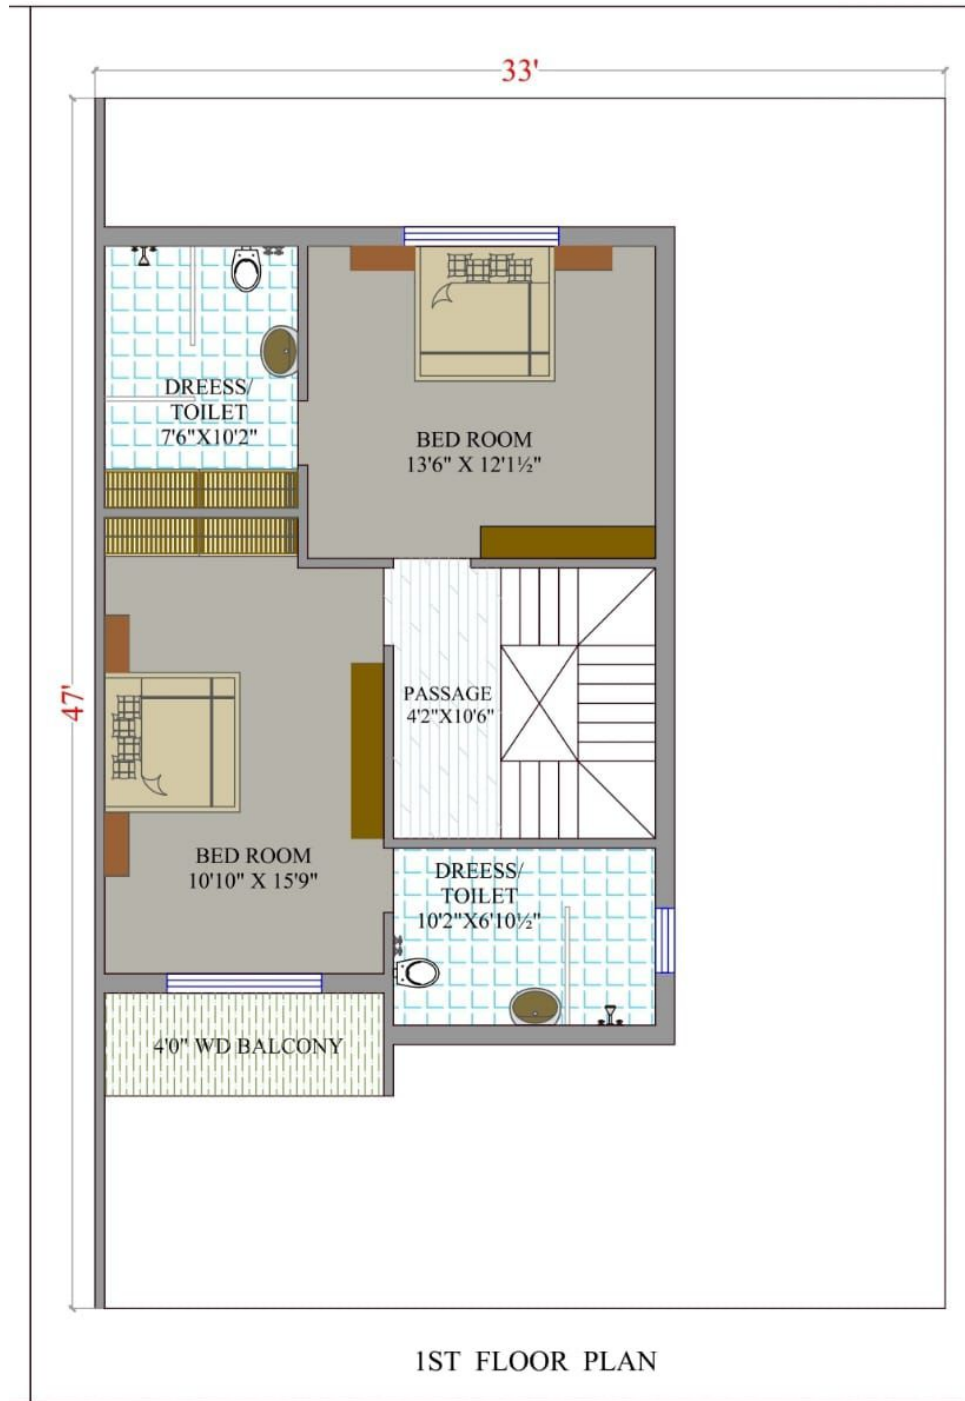 33'
DREESS/
TOILET
7'6"X10'2"
BED ROOM
13'6" X 12'1½"
47'
PASSAGE
4'2"X10'6"
BED ROOM
10'10" X 15'9"
DREESS/
TOILET
10'2"X6'10½"
4'0" WD BALCONY
1ST FLOOR PLAN